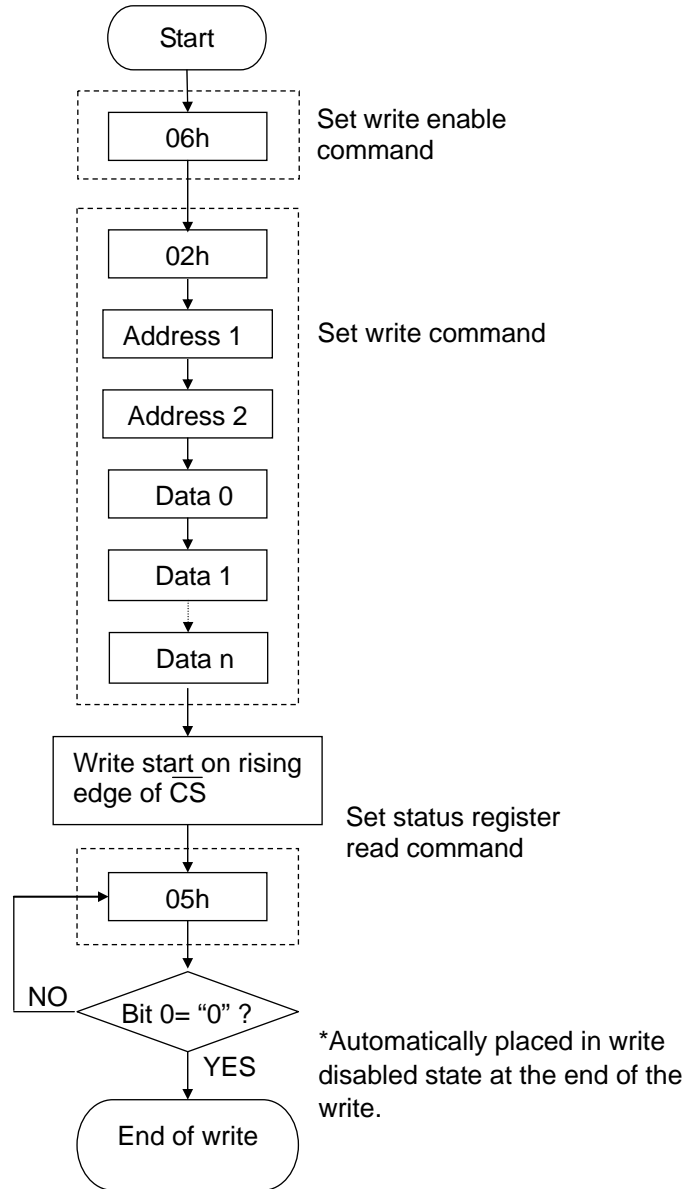 Start
06h
Set write enable
command
02h
Address 1
Set write command
Address 2
Data 0
Data 1
Data n
Write start on rising
edge of C̅S̅
Set status register
read command
05h
NO
Bit 0= “0” ?
YES
*Automatically placed in write
disabled state at the end of the
write.
End of write